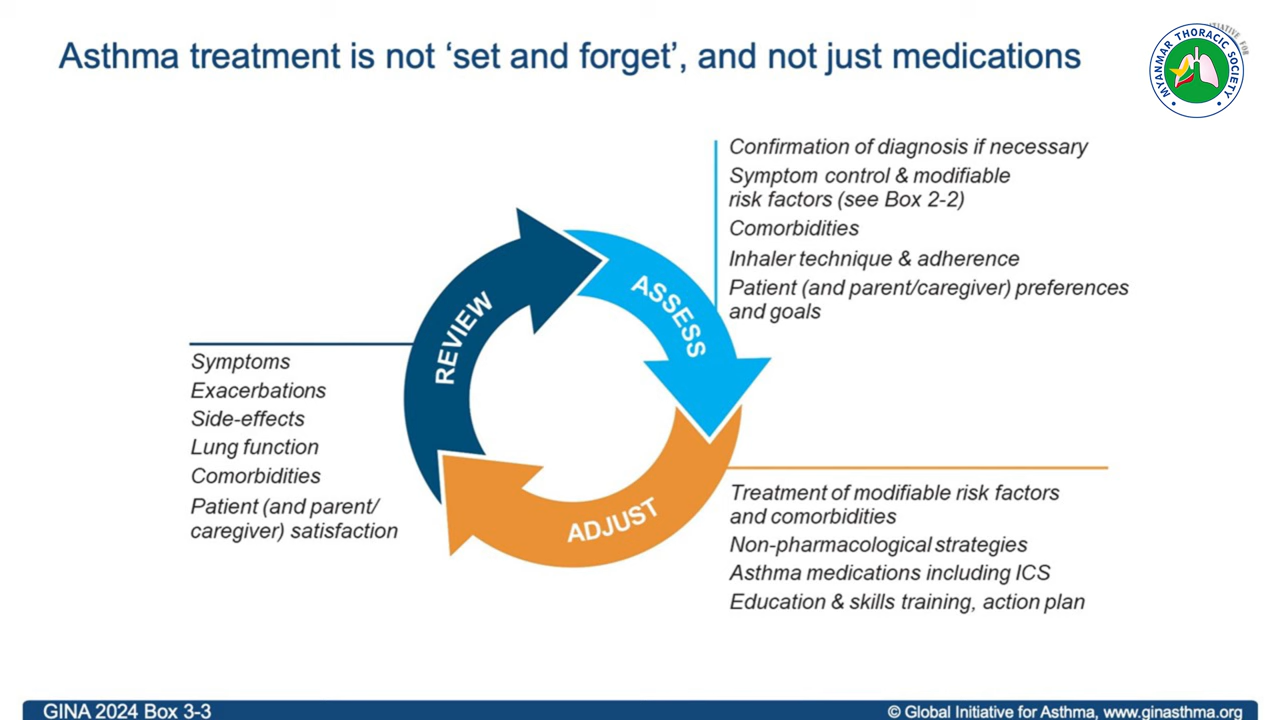 Asthma treatment is not ‘set and forget’, and not just medications
MYANMAR THORACIC SOCIETY
Confirmation of diagnosis if necessary
Symptom control & modifiable
risk factors (see Box 2-2)
Comorbidities
Inhaler technique & adherence
Patient (and parent/caregiver) preferences
and goals
REVIEW
ASSESS
ADJUST
Symptoms
Exacerbations
Side-effects
Lung function
Comorbidities
Patient (and parent/
caregiver) satisfaction
Treatment of modifiable risk factors
and comorbidities
Non-pharmacological strategies
Asthma medications including ICS
Education & skills training, action plan
GINA 2024 Box 3-3
© Global Initiative for Asthma, www.ginasthma.org